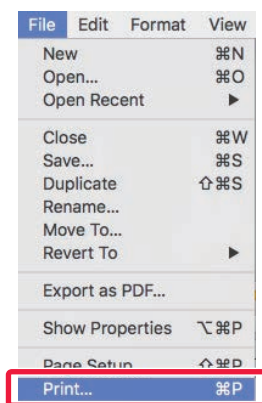 File Edit Format View
New ⌘N
Open... ⌘O
Open Recent ▶
Close ⌘W
Save... ⌘S
Duplicate ⇧⌘S
Rename...
Move To...
Revert To ▶
Export as PDF...
Show Properties ⌥⌘P
Page Setup ⇧⌘P
Print... ⌘P